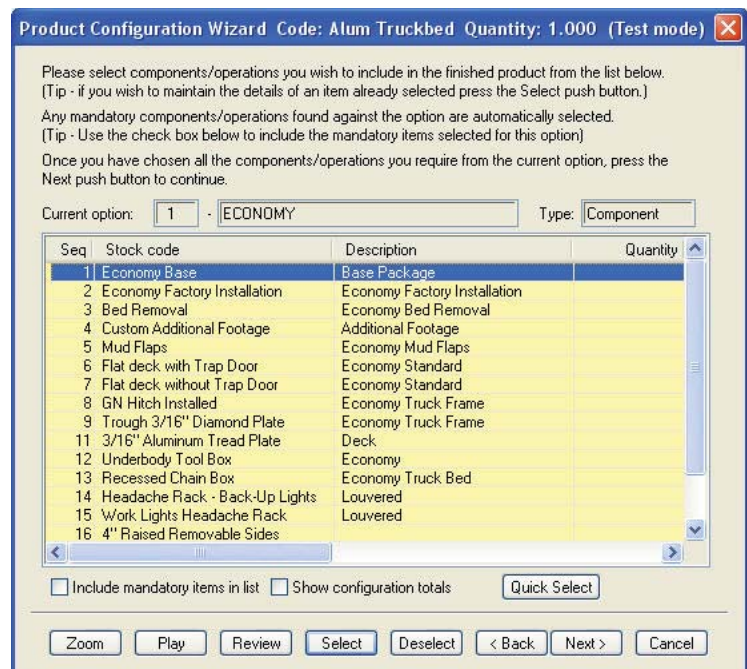 Product Configuration Wizard Code: Alum Truckbed Quantity: 1.000 (Test mode)
Please select components/operations you wish to include in the finished product from the list below.
(Tip - if you wish to maintain the details of an item already selected press the Select push button.)
Any mandatory components/operations found against the option are automatically selected.
(Tip - Use the check box below to include the mandatory items selected for this option)
Once you have chosen all the components/operations you require from the current option, press the
Next push button to continue.
Current option: 1 - ECONOMY Type: Component
Seq Stock code Description Quantity
1 Economy Base Base Package
2 Economy Factory Installation Economy Factory Installation
3 Bed Removal Economy Bed Removal
4 Custom Additional Footage Additional Footage
5 Mud Flaps Economy Mud Flaps
6 Flat deck with Trap Door Economy Standard
7 Flat deck without Trap Door Economy Standard
8 GN Hitch Installed Economy Truck Frame
9 Trough 3/16" Diamond Plate Economy Truck Frame
11 3/16" Aluminum Tread Plate Deck
12 Underbody Tool Box Economy
13 Recessed Chain Box Economy Truck Bed
14 Headache Rack - Back-Up Lights Louvered
15 Work Lights Headache Rack Louvered
16 4" Raised Removable Sides
Include mandatory items in list Show configuration totals Quick Select
Zoom Play Review Select Deselect < Back Next > Cancel